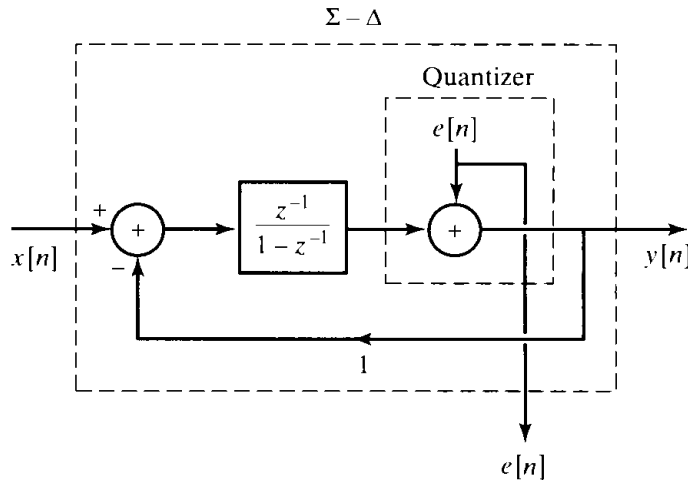 Σ – Δ
Quantizer
e[n]
+
+
z⁻¹
1 – z⁻¹
+
x[n]
–
y[n]
1
e[n]